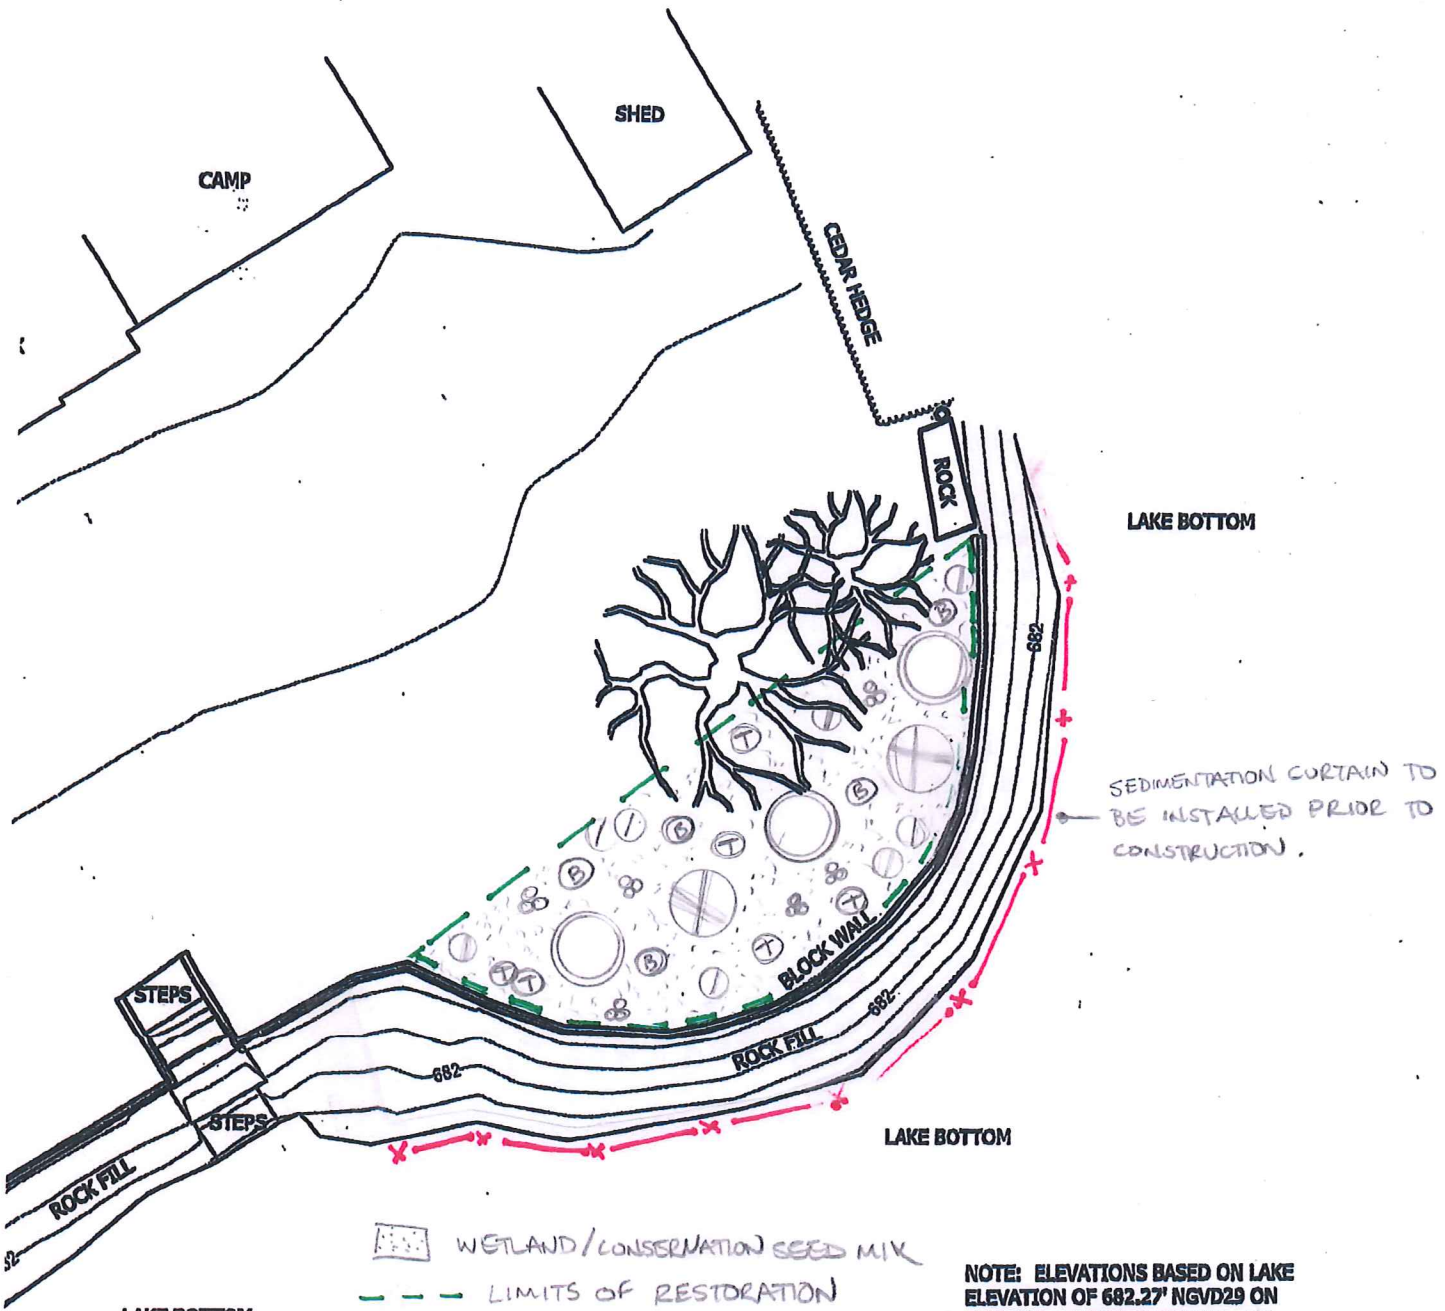 SHED
CAMP
CEDAR HEDGE
ROCK
LAKE BOTTOM
682
T
B
B
SEDIMENTATION CURTAIN TO
BE INSTALLED PRIOR TO
CONSTRUCTION.
B
T
B
T
T
B
BLOCK WALL
STEPS
682
ROCK FILL
682
STEPS
LAKE BOTTOM
ROCK FILL
WETLAND/CONSERVATION SEED MIX
LIMITS OF RESTORATION
NOTE: ELEVATIONS BASED ON LAKE
ELEVATION OF 682.27' NGVD29 ON